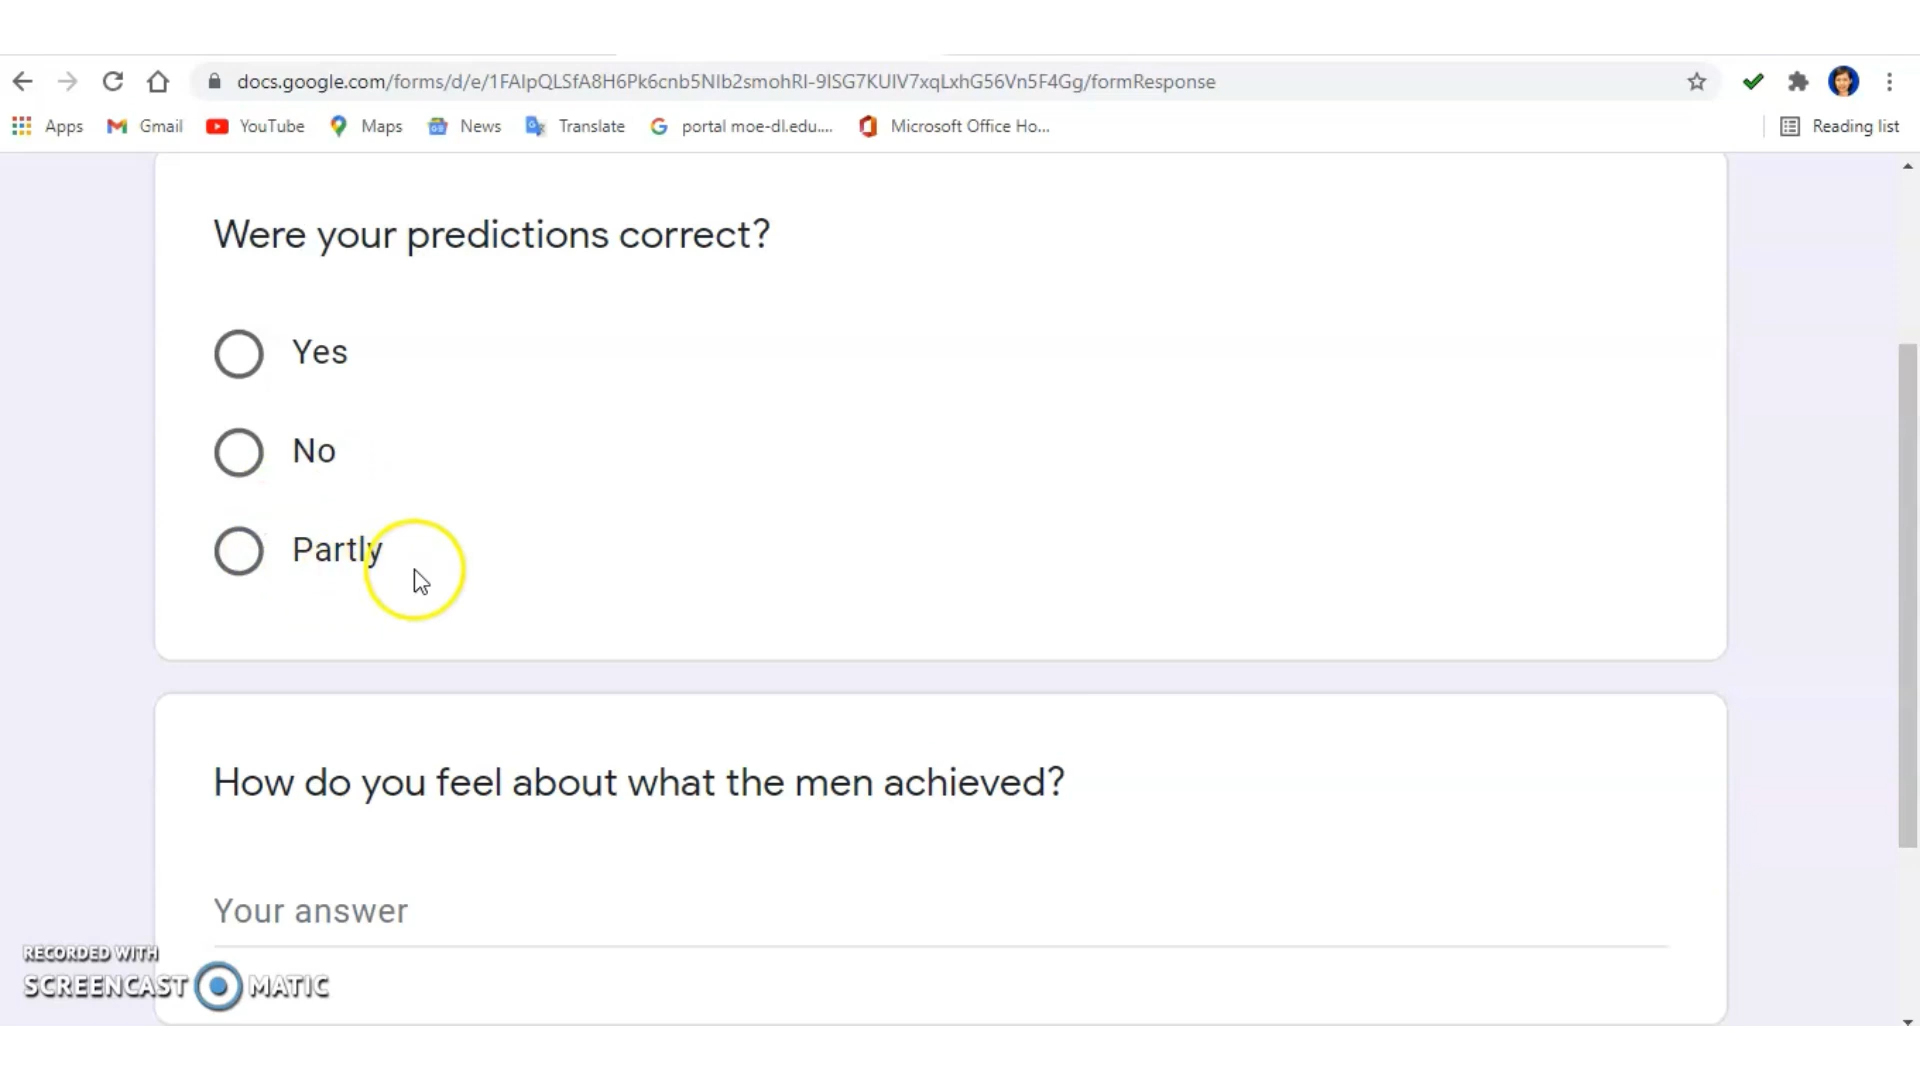 docs.google.com/forms/d/e/1FAIpQLSfA8H6Pk6cnb5NIb2smohRI-9ISG7KUIV7xqLxhG56Vn5F4Gg/formResponse
Apps Gmail YouTube Maps News Translate portal moe-dl.edu.... Microsoft Office Ho... Reading list
Were your predictions correct?
Yes
No
Partly
How do you feel about what the men achieved?
Your answer
RECORDED WITH
SCREENCAST MATIC